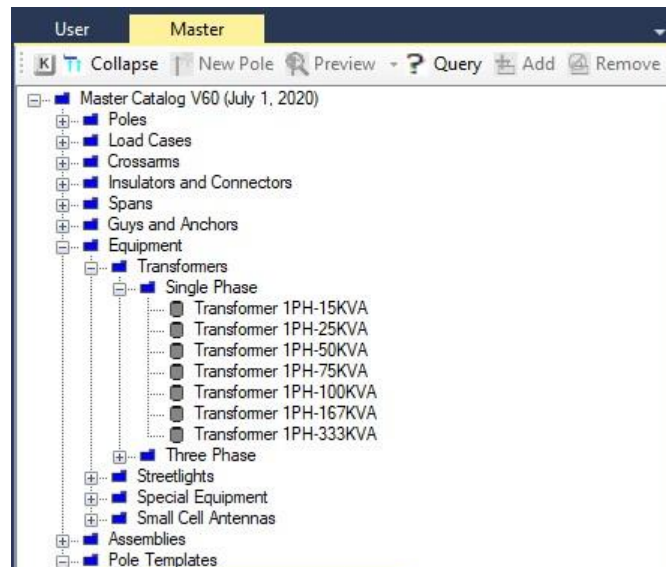 User Master
K Collapse New Pole Preview ? Query Add Remove
Master Catalog V60 (July 1, 2020)
Poles
Load Cases
Crossarms
Insulators and Connectors
Spans
Guys and Anchors
Equipment
Transformers
Single Phase
Transformer 1PH-15KVA
Transformer 1PH-25KVA
Transformer 1PH-50KVA
Transformer 1PH-75KVA
Transformer 1PH-100KVA
Transformer 1PH-167KVA
Transformer 1PH-333KVA
Three Phase
Streetlights
Special Equipment
Small Cell Antennas
Assemblies
Pole Templates